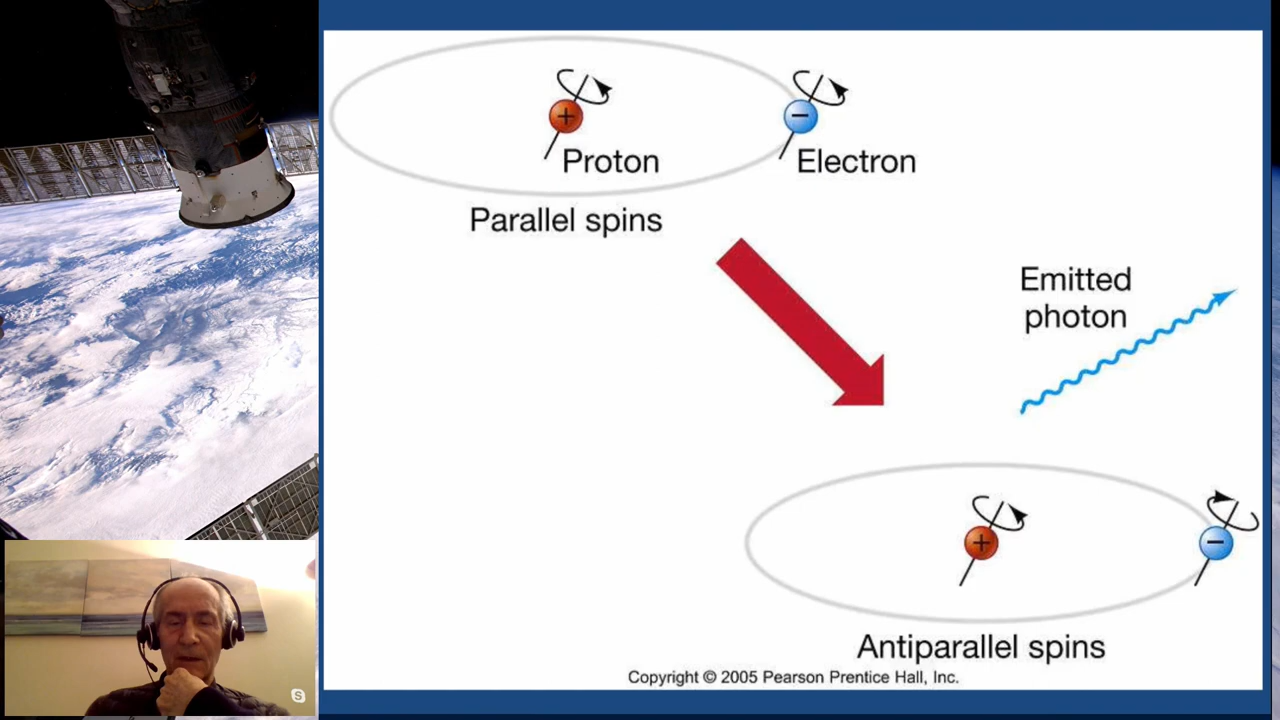 Proton
Electron
Parallel spins
Emitted
photon
Antiparallel spins
Copyright © 2005 Pearson Prentice Hall, Inc.